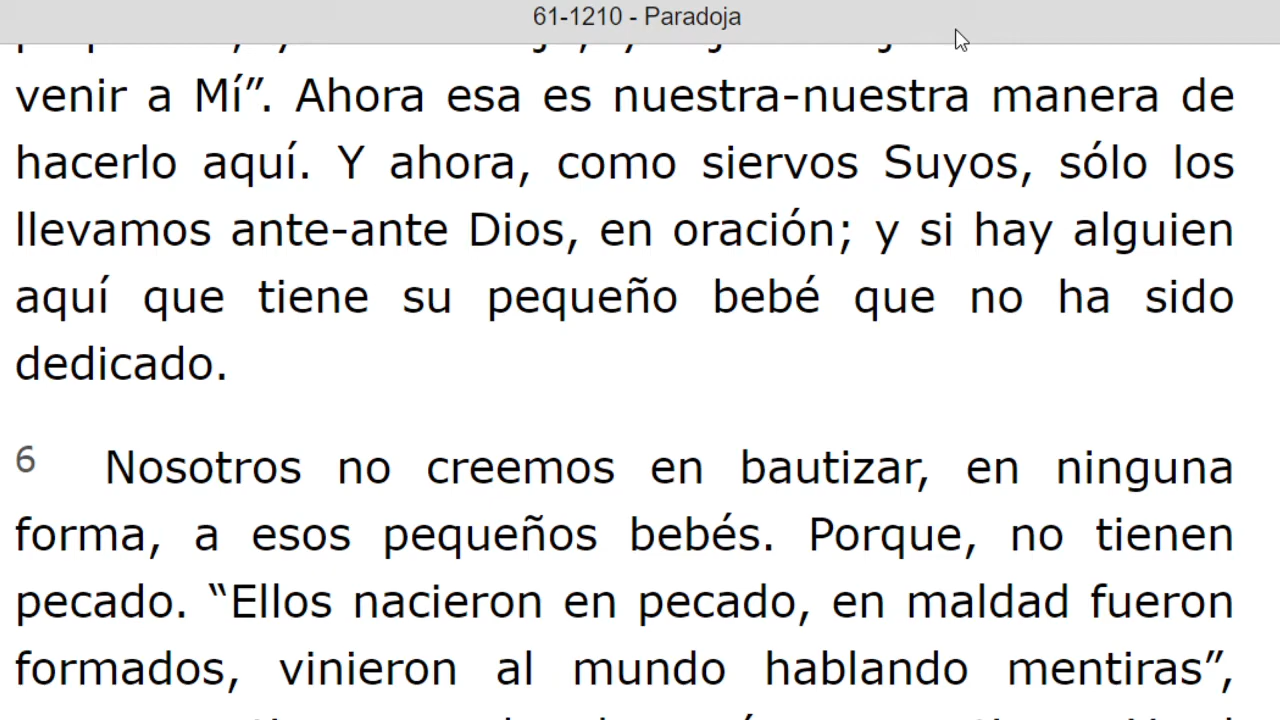 61-1210 - Paradoja
venir a Mí”. Ahora esa es nuestra-nuestra manera de
hacerlo aquí. Y ahora, como siervos Suyos, sólo los
llevamos ante-ante Dios, en oración; y si hay alguien
aquí que tiene su pequeño bebé que no ha sido
dedicado.
6 Nosotros no creemos en bautizar, en ninguna
forma, a esos pequeños bebés. Porque, no tienen
pecado. “Ellos nacieron en pecado, en maldad fueron
formados, vinieron al mundo hablando mentiras”,